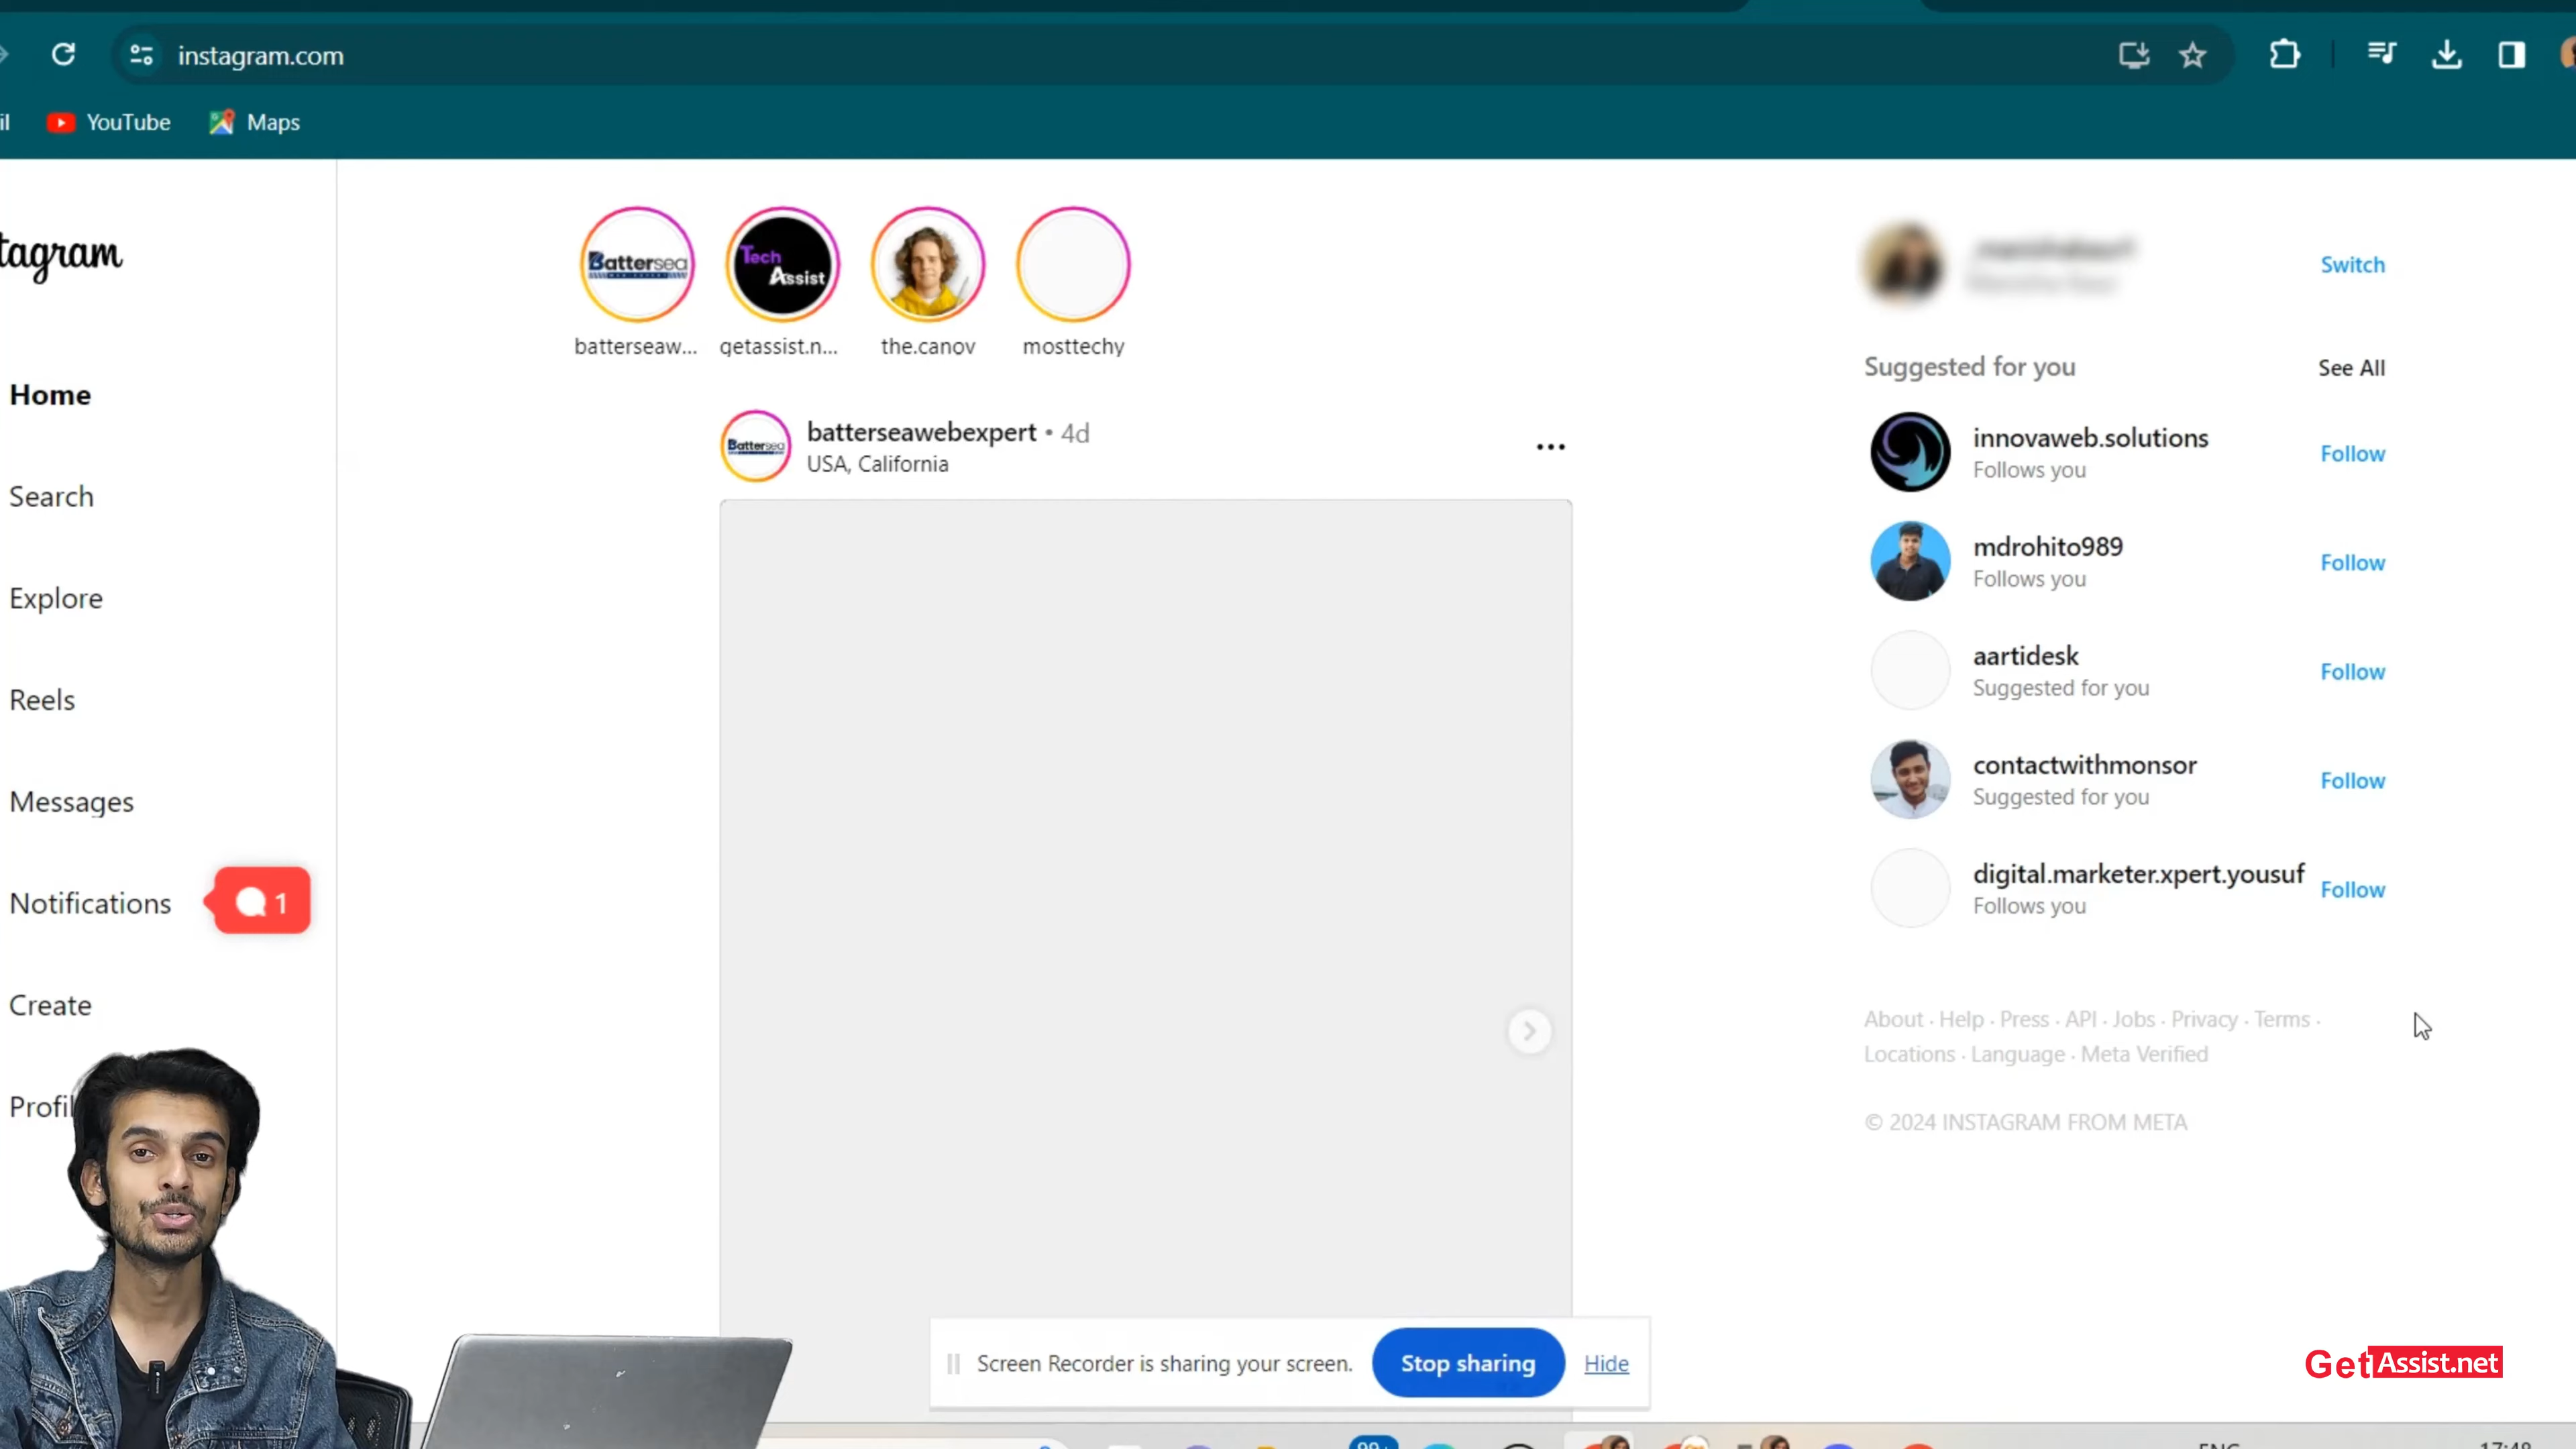 instagram.com
YouTube
Maps
tagram
Home
Search
Explore
Reels
Messages
Notifications
1
Create
Profil
Battersea
Tech
Assist
batterseaw...
getassist.n...
the.canov
mosttechy
Battersea
batterseawebexpert • 4d
USA, California
Switch
Suggested for you
See All
innovaweb.solutions
Follows you
Follow
mdrohito989
Follows you
Follow
aartidesk
Suggested for you
Follow
contactwithmonsor
Suggested for you
Follow
digital.marketer.xpert.yousuf
Follows you
Follow
About · Help · Press · API · Jobs · Privacy · Terms ·
Locations · Language · Meta Verified
© 2024 INSTAGRAM FROM META
Screen Recorder is sharing your screen.
Stop sharing
Hide
GetAssist.net